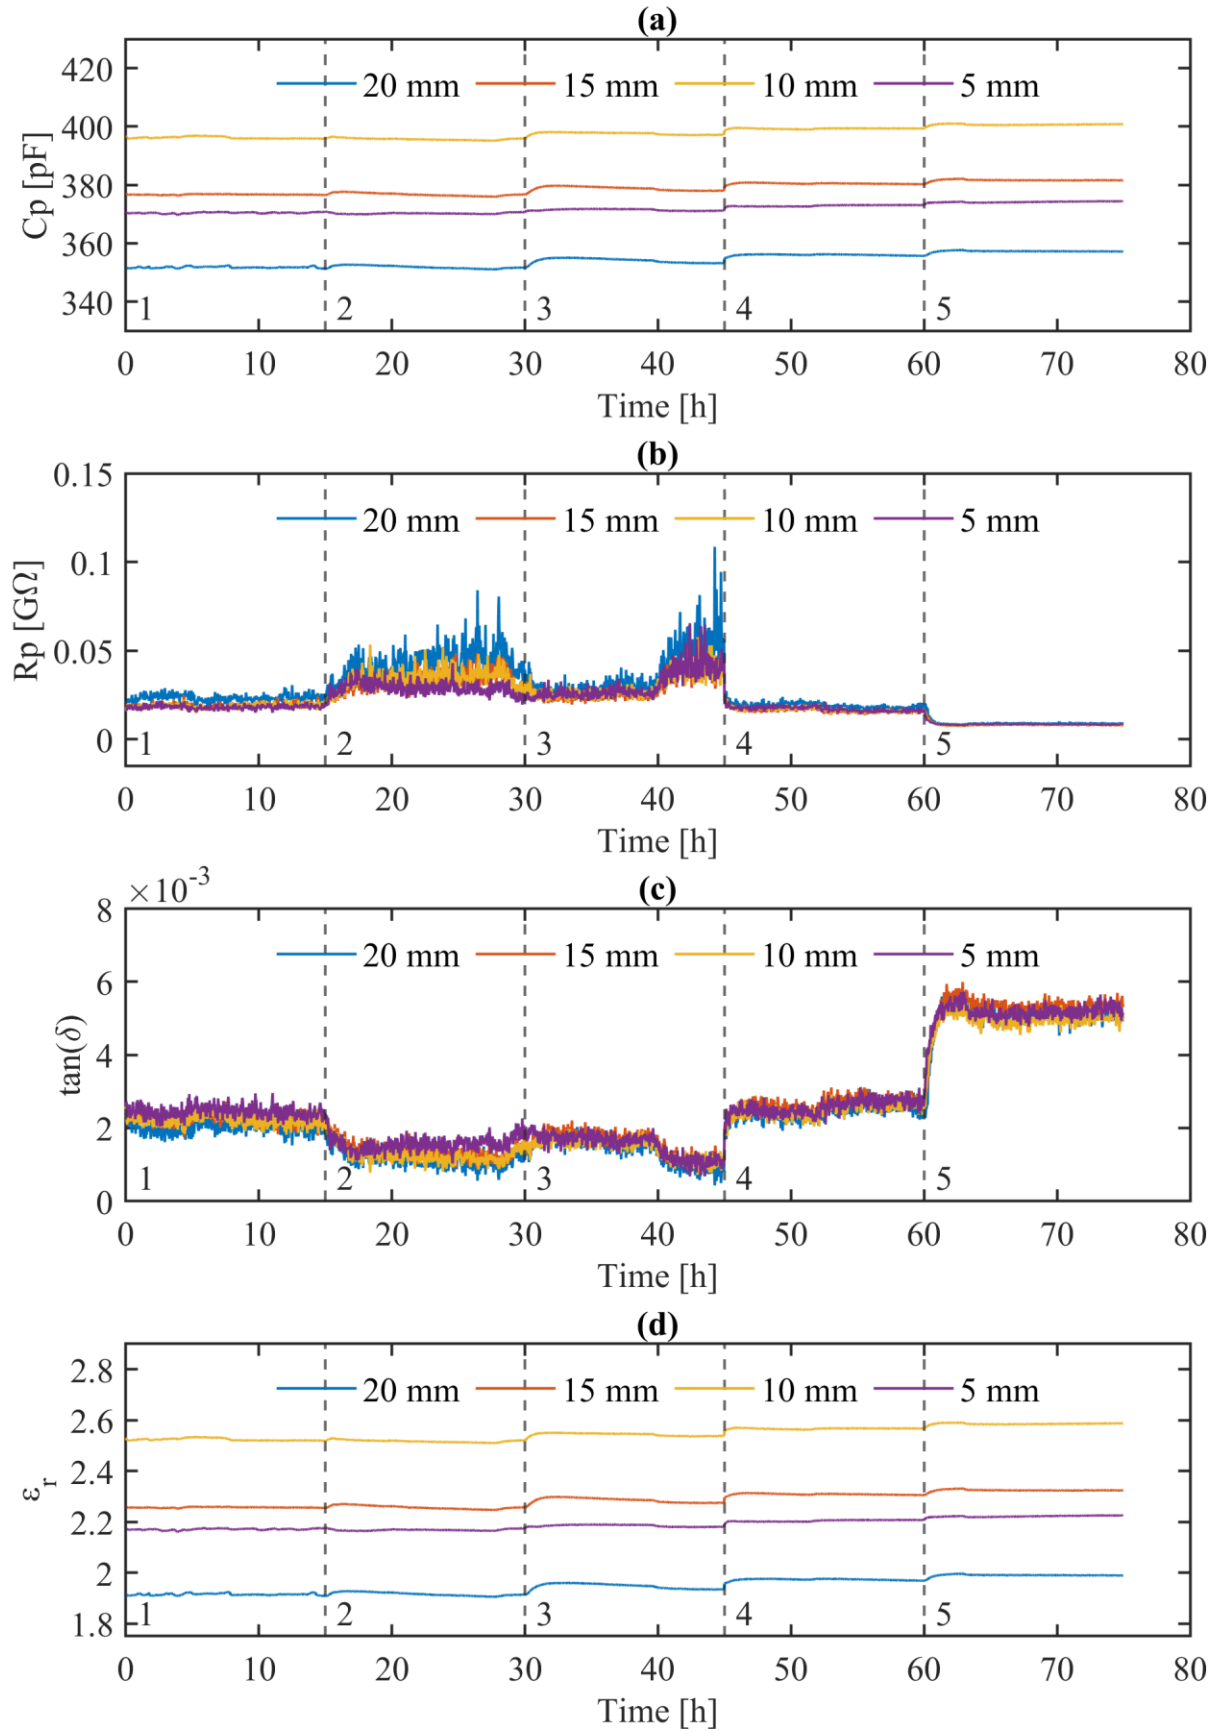 (a)
420
400
380
360
340
Cp [pF]
20 mm 15 mm 10 mm 5 mm
1 2 3 4 5
0 10 20 30 40 50 60 70 80
Time [h]
(b)
0.15
0.1
0.05
0
Rp [GΩ]
20 mm 15 mm 10 mm 5 mm
1 2 3 4 5
0 10 20 30 40 50 60 70 80
Time [h]
(c)
×10⁻³
8
6
4
2
0
tan(δ)
20 mm 15 mm 10 mm 5 mm
1 2 3 4 5
0 10 20 30 40 50 60 70 80
Time [h]
(d)
2.8
2.6
2.4
2.2
2
1.8
εr
20 mm 15 mm 10 mm 5 mm
1 2 3 4 5
0 10 20 30 40 50 60 70 80
Time [h]